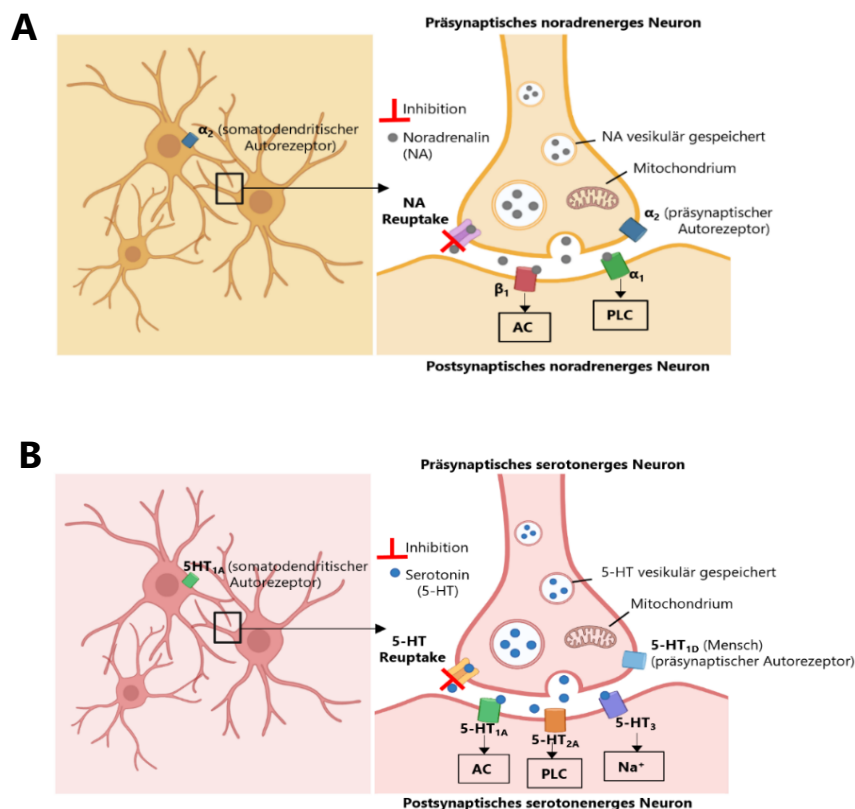 A
Präsynaptisches noradrenerges Neuron
α₂ (somatodendritischer
Autorezeptor)
Inhibition
Noradrenalin
(NA)
NA vesikulär gespeichert
Mitochondrium
NA
Reuptake
α₂ (präsynaptischer
Autorezeptor)
β₁
α₁
AC
PLC
Postsynaptisches noradrenerges Neuron
B
Präsynaptisches serotonerges Neuron
5HT₁A (somatodendritischer
Autorezeptor)
Inhibition
Serotonin
(5-HT)
5-HT vesikulär gespeichert
Mitochondrium
5-HT
Reuptake
5-HT₁D (Mensch)
(präsynaptischer Autorezeptor)
5-HT₁A
5-HT₂A
5-HT₃
AC
PLC
Na⁺
Postsynaptisches serotonenerges Neuron